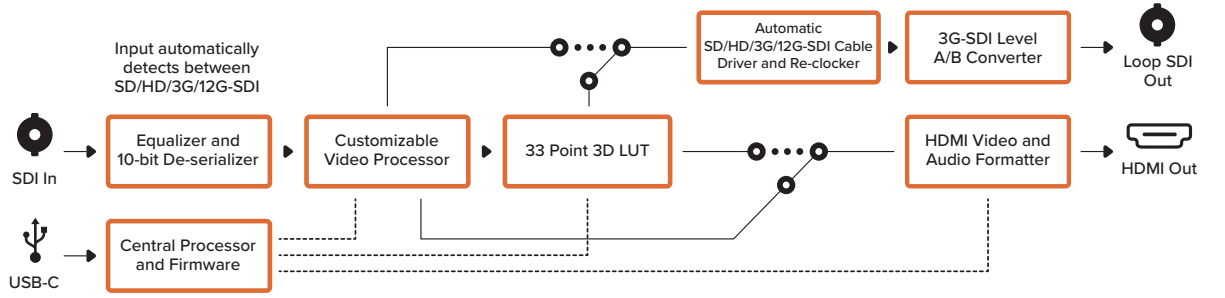 Input automatically
detects between
SD/HD/3G/12G-SDI
Automatic
SD/HD/3G/12G-SDI Cable
Driver and Re-clocker
3G-SDI Level
A/B Converter
Loop SDI
Out
SDI In
Equalizer and
10-bit De-serializer
Customizable
Video Processor
33 Point 3D LUT
HDMI Video and
Audio Formatter
HDMI Out
USB-C
Central Processor
and Firmware